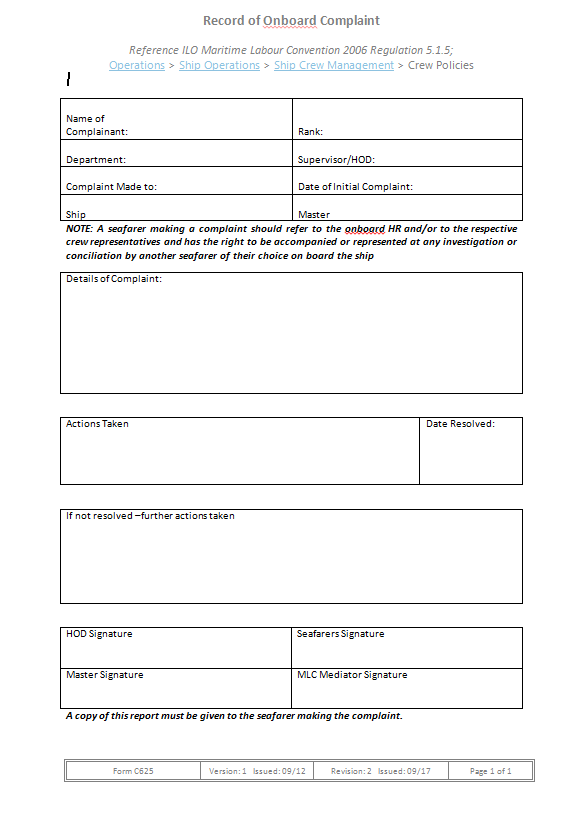 Record of Onboard Complaint
Reference ILO Maritime Labour Convention 2006 Regulation 5.1.5;
Operations > Ship Operations > Ship Crew Management > Crew Policies
Name of
Complainant:
Rank:
Department:
Supervisor/HOD:
Complaint Made to:
Date of Initial Complaint:
Ship
Master
NOTE: A seafarer making a complaint should refer to the onboard HR and/or to the respective
crew representatives and has the right to be accompanied or represented at any investigation or
conciliation by another seafarer of their choice on board the ship
Details of Complaint:
Actions Taken
Date Resolved:
If not resolved –further actions taken
HOD Signature
Seafarers Signature
Master Signature
MLC Mediator Signature
A copy of this report must be given to the seafarer making the complaint.
Form C625
Version: 1 Issued: 09/12
Revision: 2 Issued: 09/17
Page 1 of 1